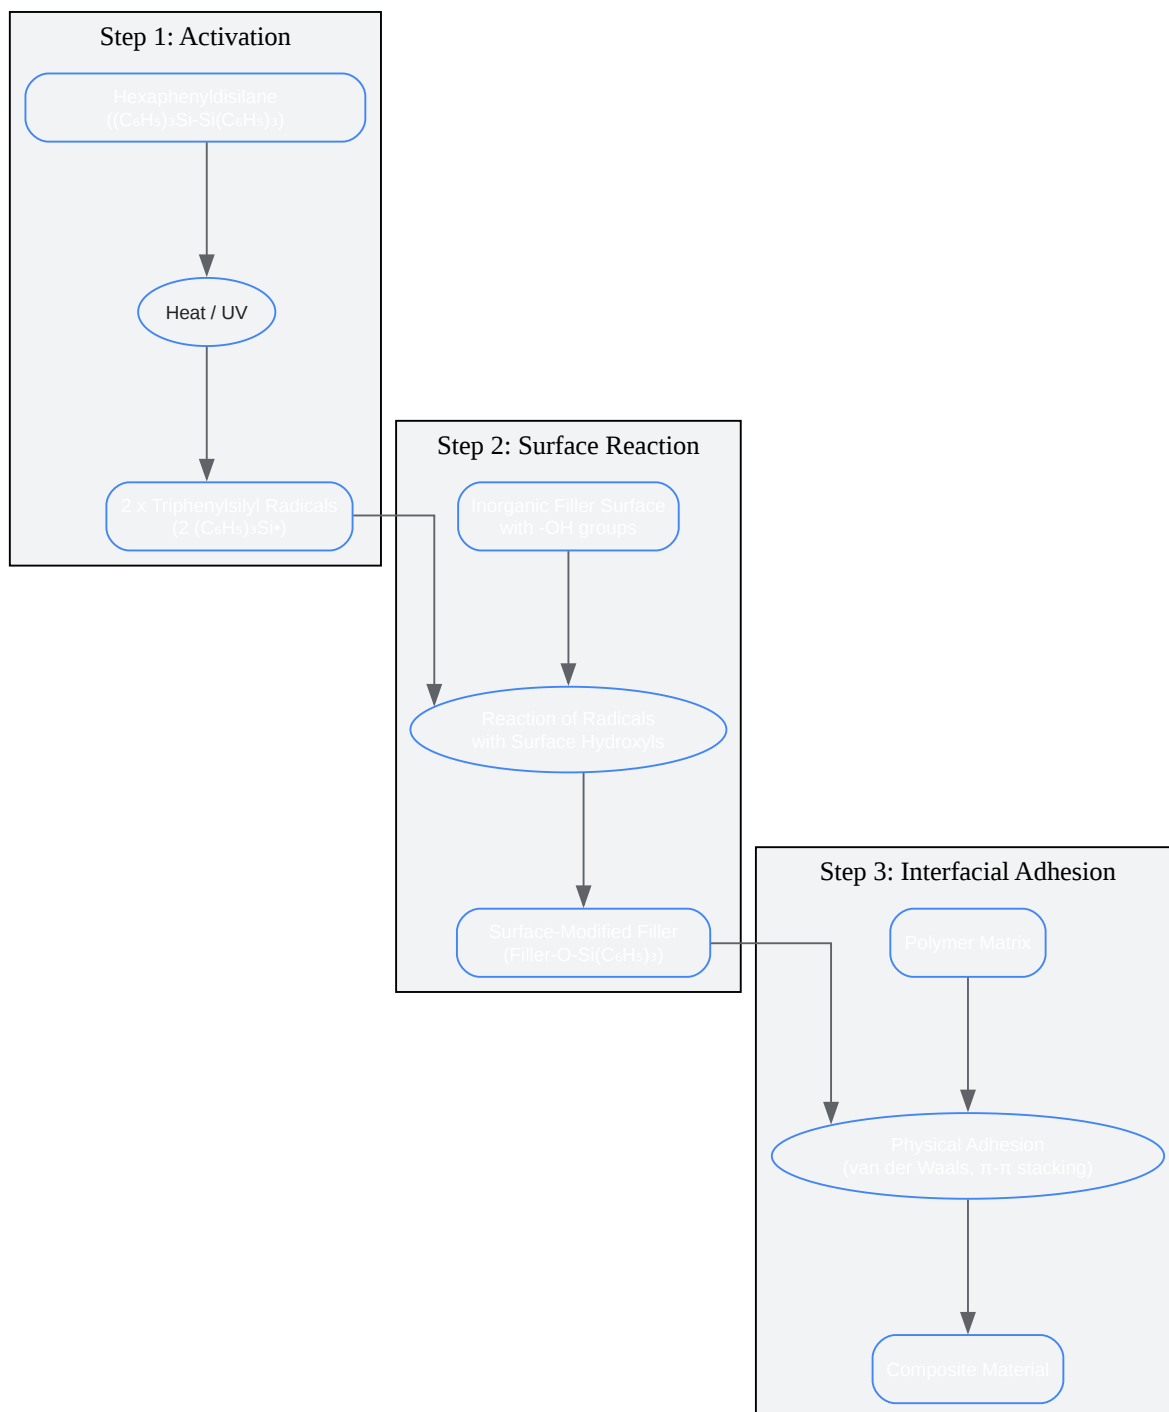 Step 1: Activation
Hexaphenyldisilane
((C₆H₅)₃Si-Si(C₆H₅)₃)
Heat / UV
2 x Triphenylsilyl Radicals
(2 (C₆H₅)₃Si•)
Step 2: Surface Reaction
Inorganic Filler Surface
with -OH groups
Reaction of Radicals
with Surface Hydroxyls
Surface-Modified Filler
(Filler-O-Si(C₆H₅)₃)
Step 3: Interfacial Adhesion
Polymer Matrix
Physical Adhesion
(van der Waals, π-π stacking)
Composite Material